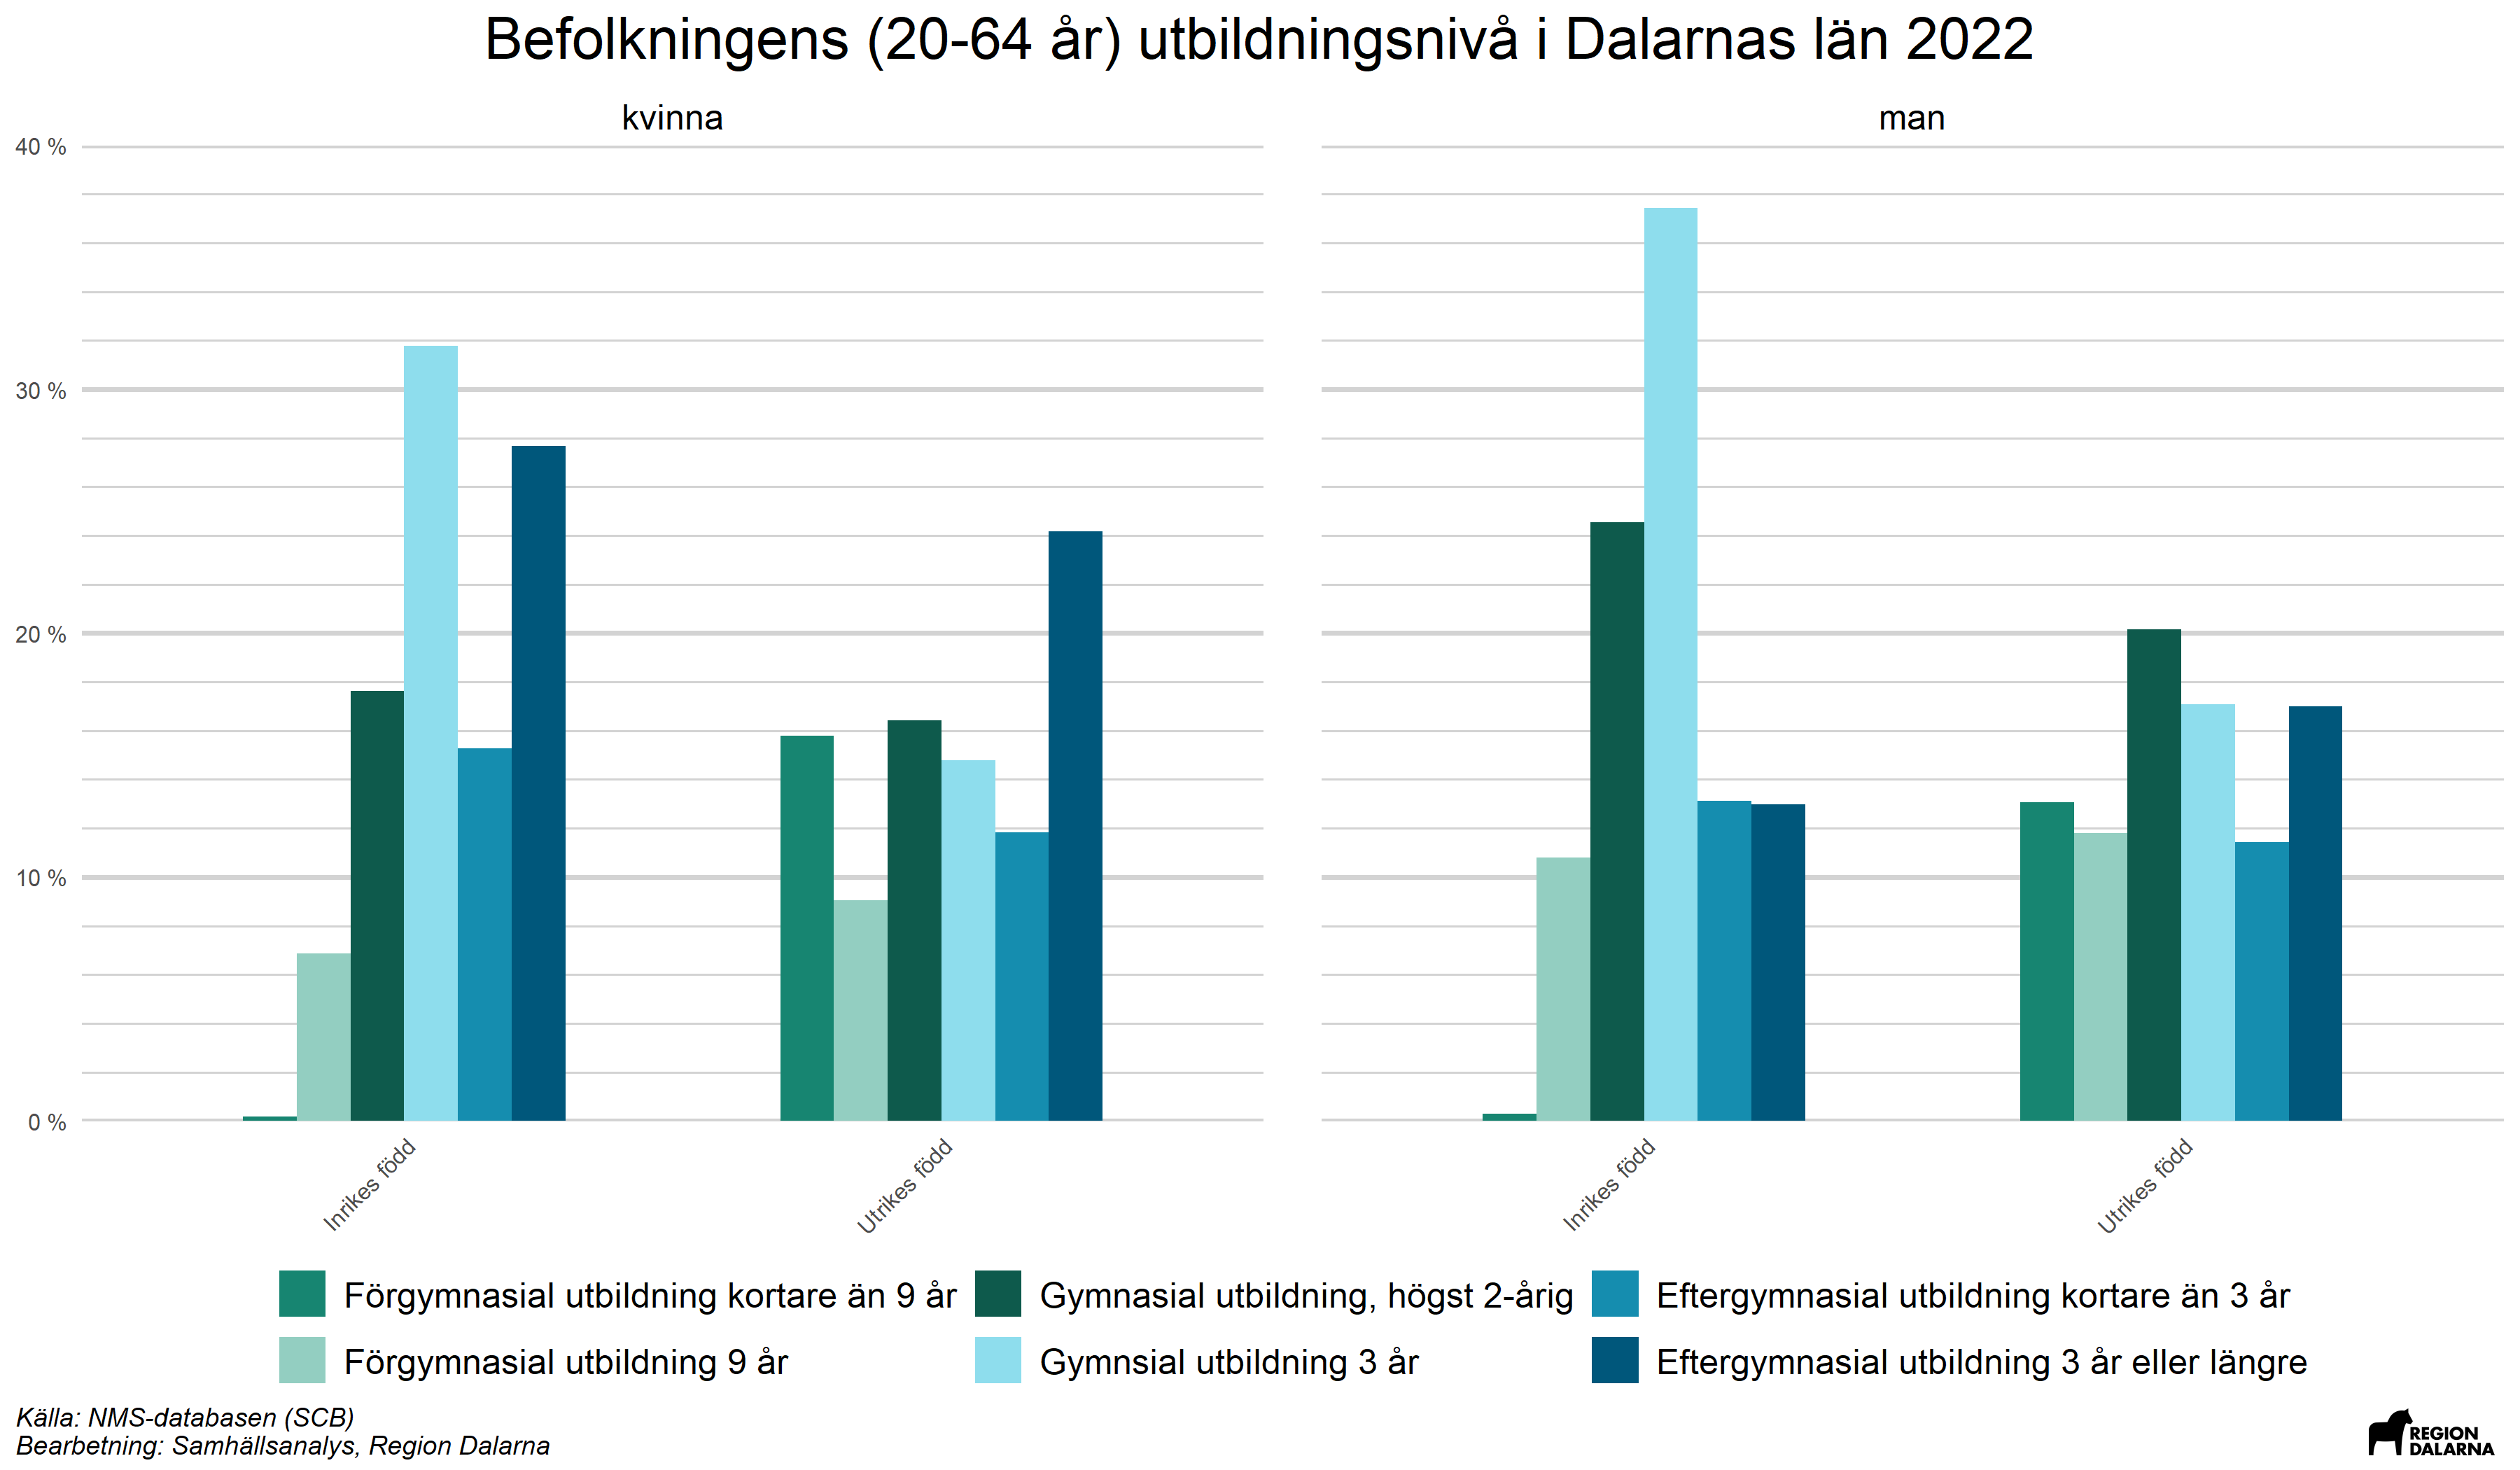 Befolkningens (20-64 år) utbildningsnivå i Dalarnas län 2022
kvinna
man
40 %
30 %
20 %
10 %
0 %
Inrikes född
Utrikes född
Inrikes född
Utrikes född
Förgymnasial utbildning kortare än 9 år
Gymnasial utbildning, högst 2-årig
Eftergymnasial utbildning kortare än 3 år
Förgymnasial utbildning 9 år
Gymnsial utbildning 3 år
Eftergymnasial utbildning 3 år eller längre
Källa: NMS-databasen (SCB)
Bearbetning: Samhällsanalys, Region Dalarna
REGION
DALARNA